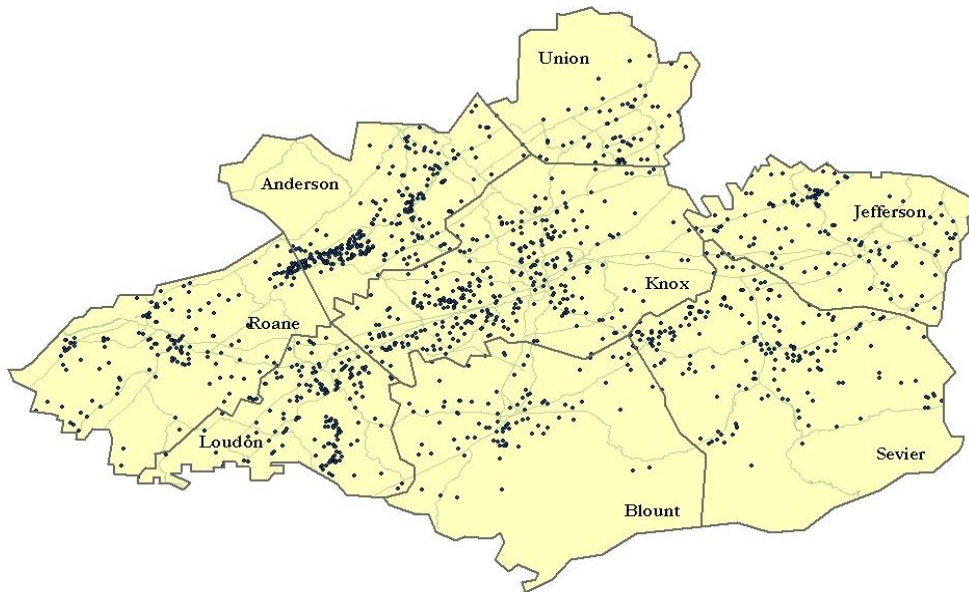 Union
Anderson
Jefferson
Knox
Roane
Loudon
Sevier
Blount